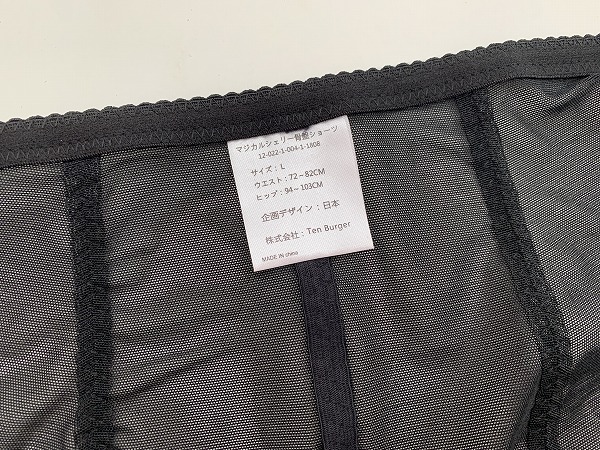 マジカルシェリー骨盤ショーツ
12-022-1-004-1-1808
サイズ：L
ウエスト：72～82CM
ヒップ：94～103CM
企画デザイン：日本
株式会社：Ten Burger
MADE IN china